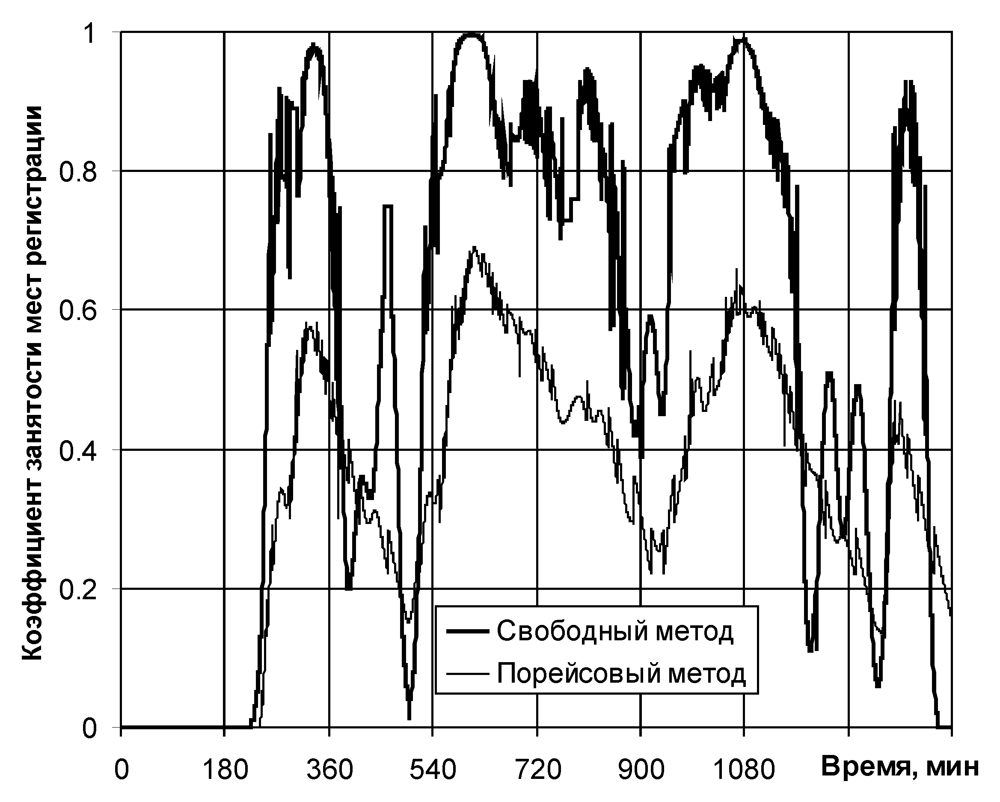 Коэффициент занятости мест регистрации
1
0.8
0.6
0.4
0.2
0
Свободный метод
Порейсовый метод
0 180 360 540 720 900 1080 Время, мин